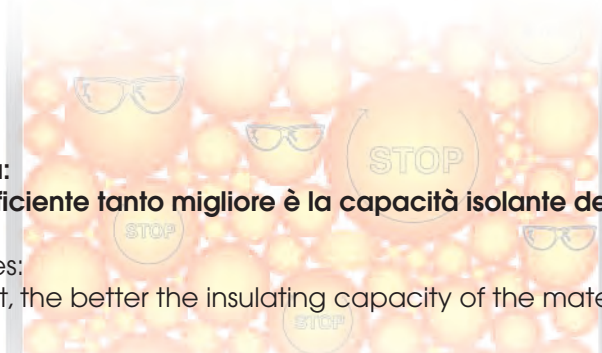 STOP
:
ficiente tanto migliore è la capacità isolante de
STOP
es:
t, the better the insulating capacity of the mate
STOP